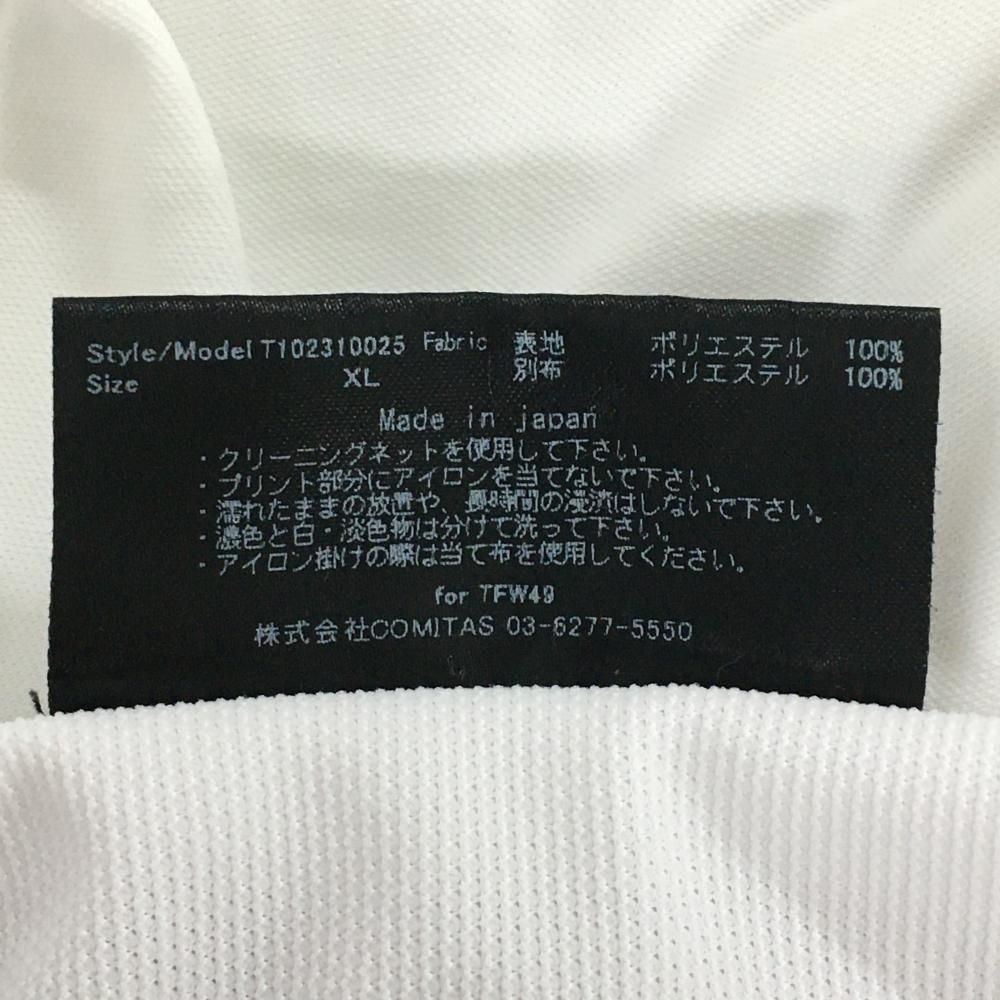 Style/Model T102310025 Fabric 表地 ポリエステル 100%
Size XL 別布 ポリエステル 100%
Made in japan
・クリーニングネットを使用して下さい。
・プリント部分にアイロンを当てないで下さい。
・濡れたままの放置や、長時間の浸漬はしないで下さい。
・濃色と白・淡色物は分けて洗って下さい。
・アイロン掛けの際は当て布を使用してください。
for TFW49
株式会社COMITAS 03-6277-5550